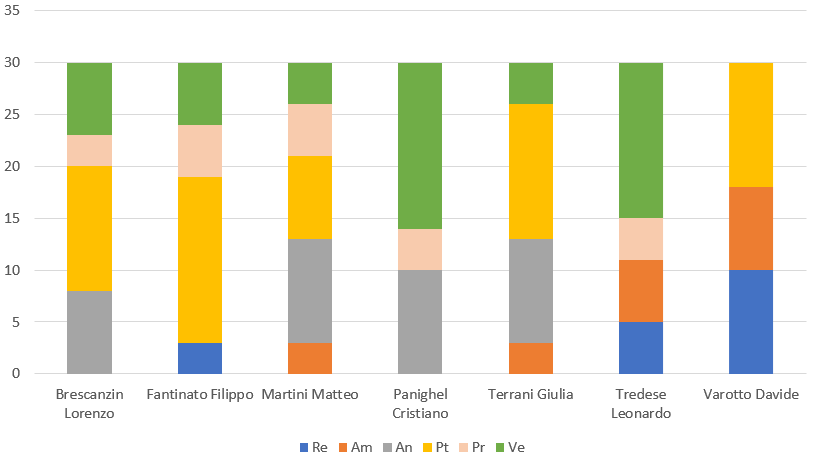 35
30
25
20
15
10
5
0
Brescanzin Lorenzo
Fantinato Filippo
Martini Matteo
Panighel Cristiano
Terrani Giulia
Tredese Leonardo
Varotto Davide
Re Am An Pt Pr Ve